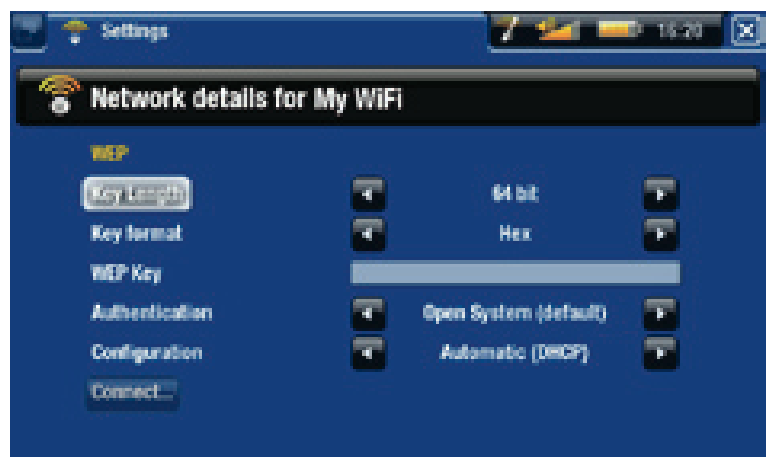 Settings 16:20
Network details for My WiFi
WEP
Key Length 64 bit
Key format Hex
WEP Key
Authentication Open System (default)
Configuration Automatic (DHCP)
Connect...